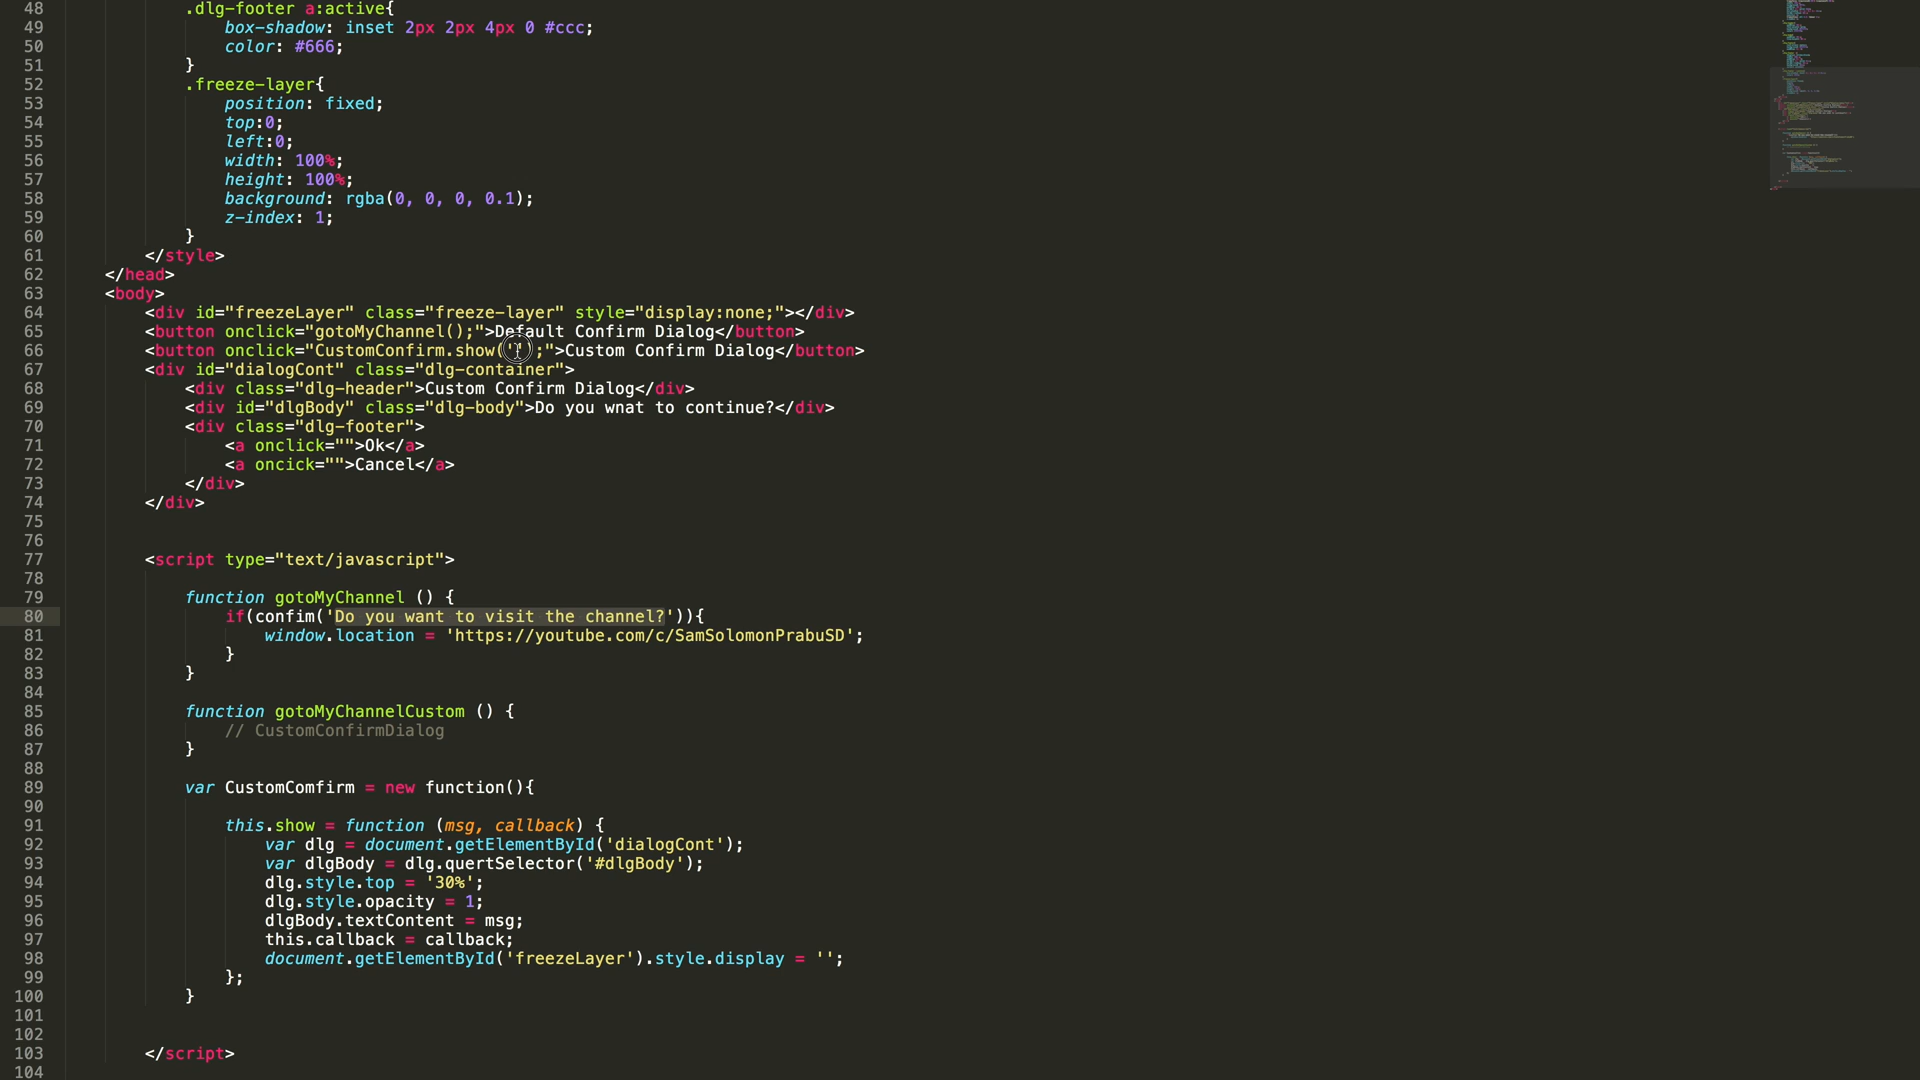 48 .dlg-footer a:active{
49 box-shadow: inset 2px 2px 4px 0 #ccc;
50 color: #666;
51 }
52 .freeze-layer{
53 position: fixed;
54 top:0;
55 left:0;
56 width: 100%;
57 height: 100%;
58 background: rgba(0, 0, 0, 0.1);
59 z-index: 1;
60 }
61 </style>
62 </head>
63 <body>
64 <div id="freezeLayer" class="freeze-layer" style="display:none;"></div>
65 <button onclick="gotoMyChannel();">Default Confirm Dialog</button>
66 <button onclick="CustomConfirm.show('');">Custom Confirm Dialog</button>
67 <div id="dialogCont" class="dlg-container">
68 <div class="dlg-header">Custom Confirm Dialog</div>
69 <div id="dlgBody" class="dlg-body">Do you wnat to continue?</div>
70 <div class="dlg-footer">
71 <a onclick="">Ok</a>
72 <a oncick="">Cancel</a>
73 </div>
74 </div>
75
76
77 <script type="text/javascript">
78
79 function gotoMyChannel () {
80 if(confim('Do you want to visit the channel?')){
81 window.location = 'https://youtube.com/c/SamSolomonPrabuSD';
82 }
83 }
84
85 function gotoMyChannelCustom () {
86 // CustomConfirmDialog
87 }
88
89 var CustomComfirm = new function(){
90
91 this.show = function (msg, callback) {
92 var dlg = document.getElementById('dialogCont');
93 var dlgBody = dlg.quertSelector('#dlgBody');
94 dlg.style.top = '30%';
95 dlg.style.opacity = 1;
96 dlgBody.textContent = msg;
97 this.callback = callback;
98 document.getElementById('freezeLayer').style.display = '';
99 };
100 }
101
102
103 </script>
104